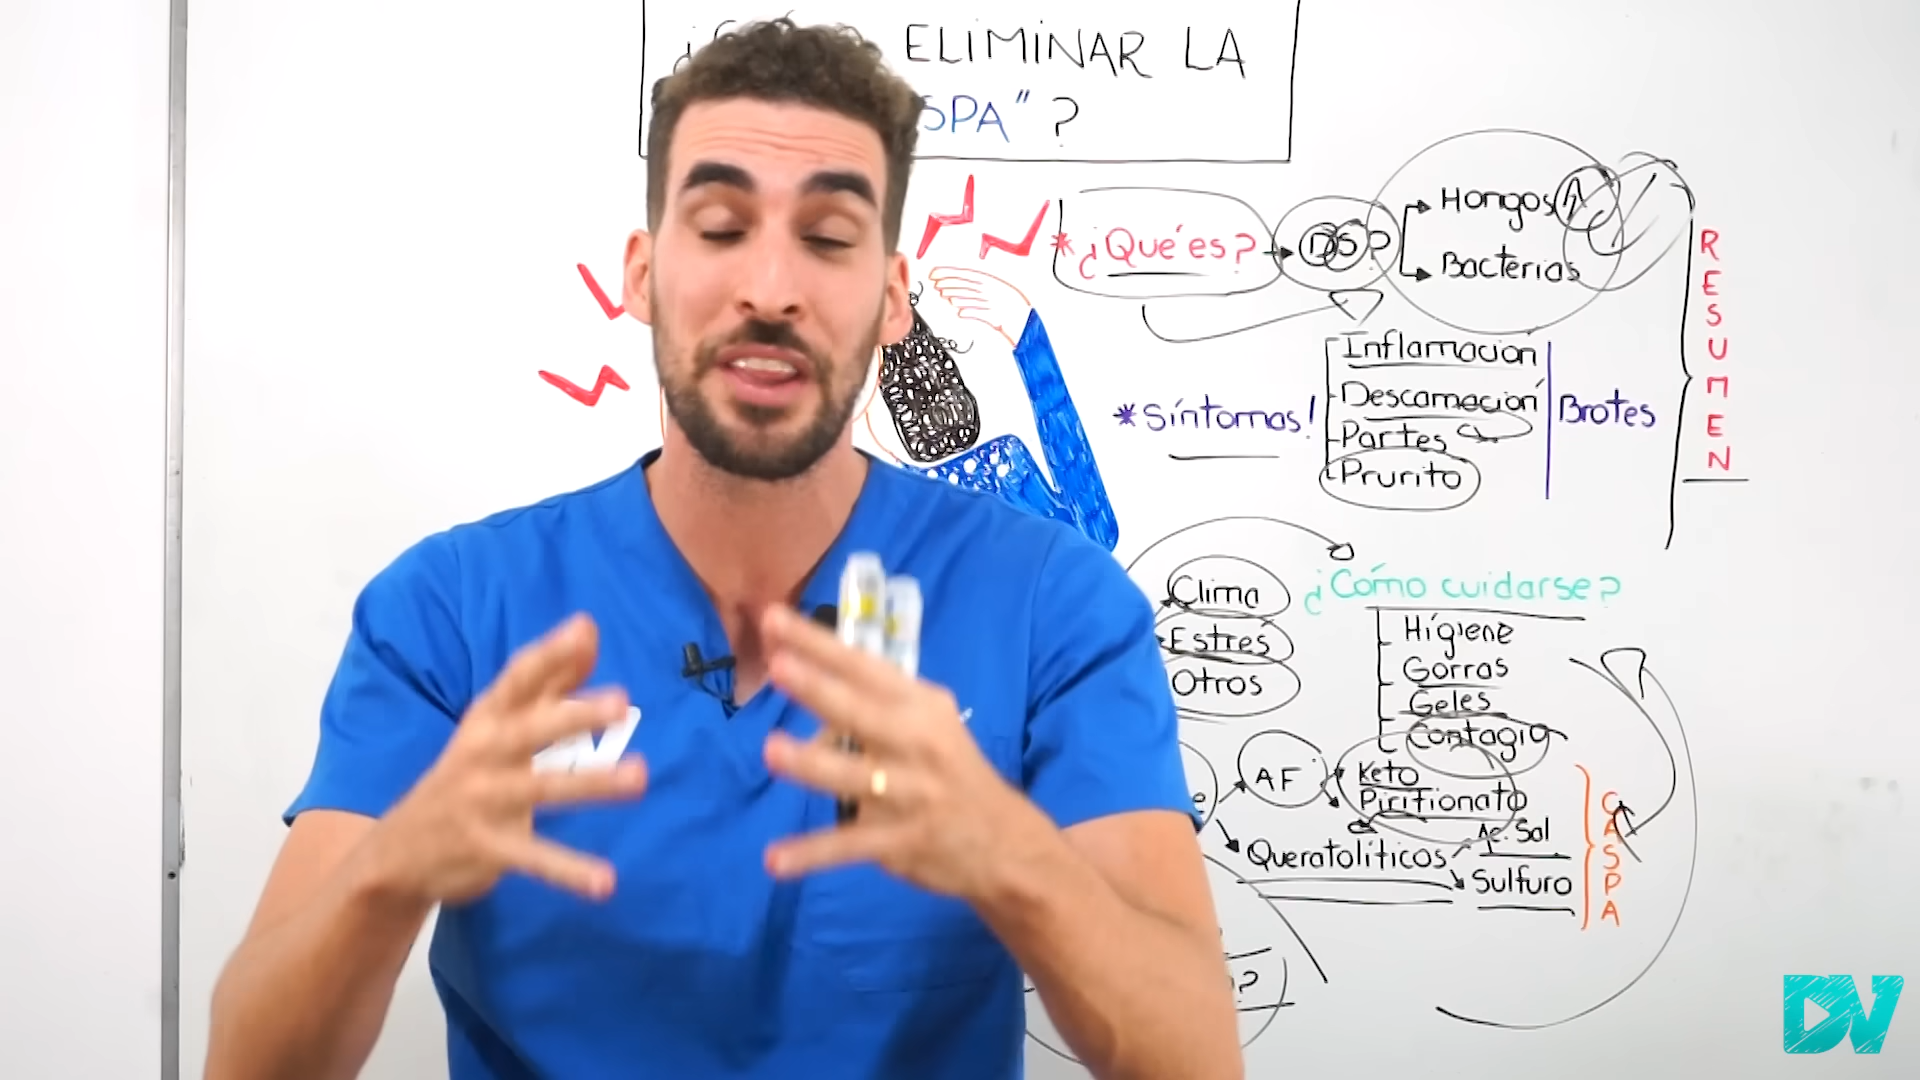 ELIMINAR LA
SPA" ?
* ¿Qué es? → DS?
Hongos
Bacterias
* Síntomas!
Inflamación
Descamación
Partes
Prurito
Brotes
RESUMEN
Clima
Estrés
Otros
¿Cómo cuidarse?
Higiene
Gorras
Geles
Contagio
e
AF
Keto
Piritionato
Queratolíticos
Ac. Sal
Sulfuro
CASPA
?
DV